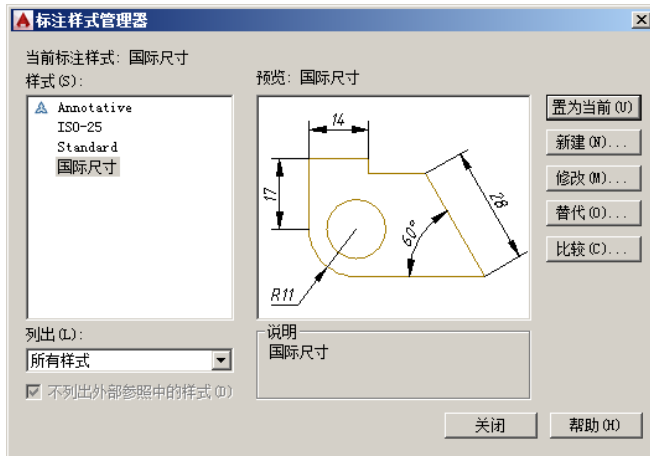 标注样式管理器
当前标注样式: 国际尺寸
样式(S):
Annotative
ISO-25
Standard
国际尺寸
预览: 国际尺寸
14
17
28
60°
R11
置为当前(U)
新建(N)...
修改(M)...
替代(O)...
比较(C)...
列出(L):
所有样式
不列出外部参照中的样式(D)
说明
国际尺寸
关闭
帮助(H)